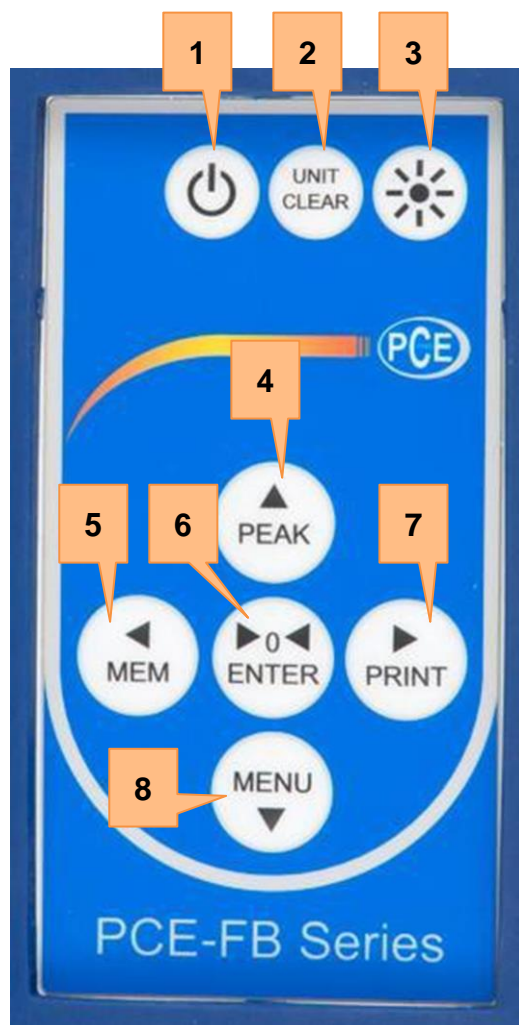 1 2 3
UNIT
CLEAR
PCE
4
▲
PEAK
5 6 7
◀
MEM
▶0◀
ENTER
▶
PRINT
8
MENU
▼
PCE-FB Series